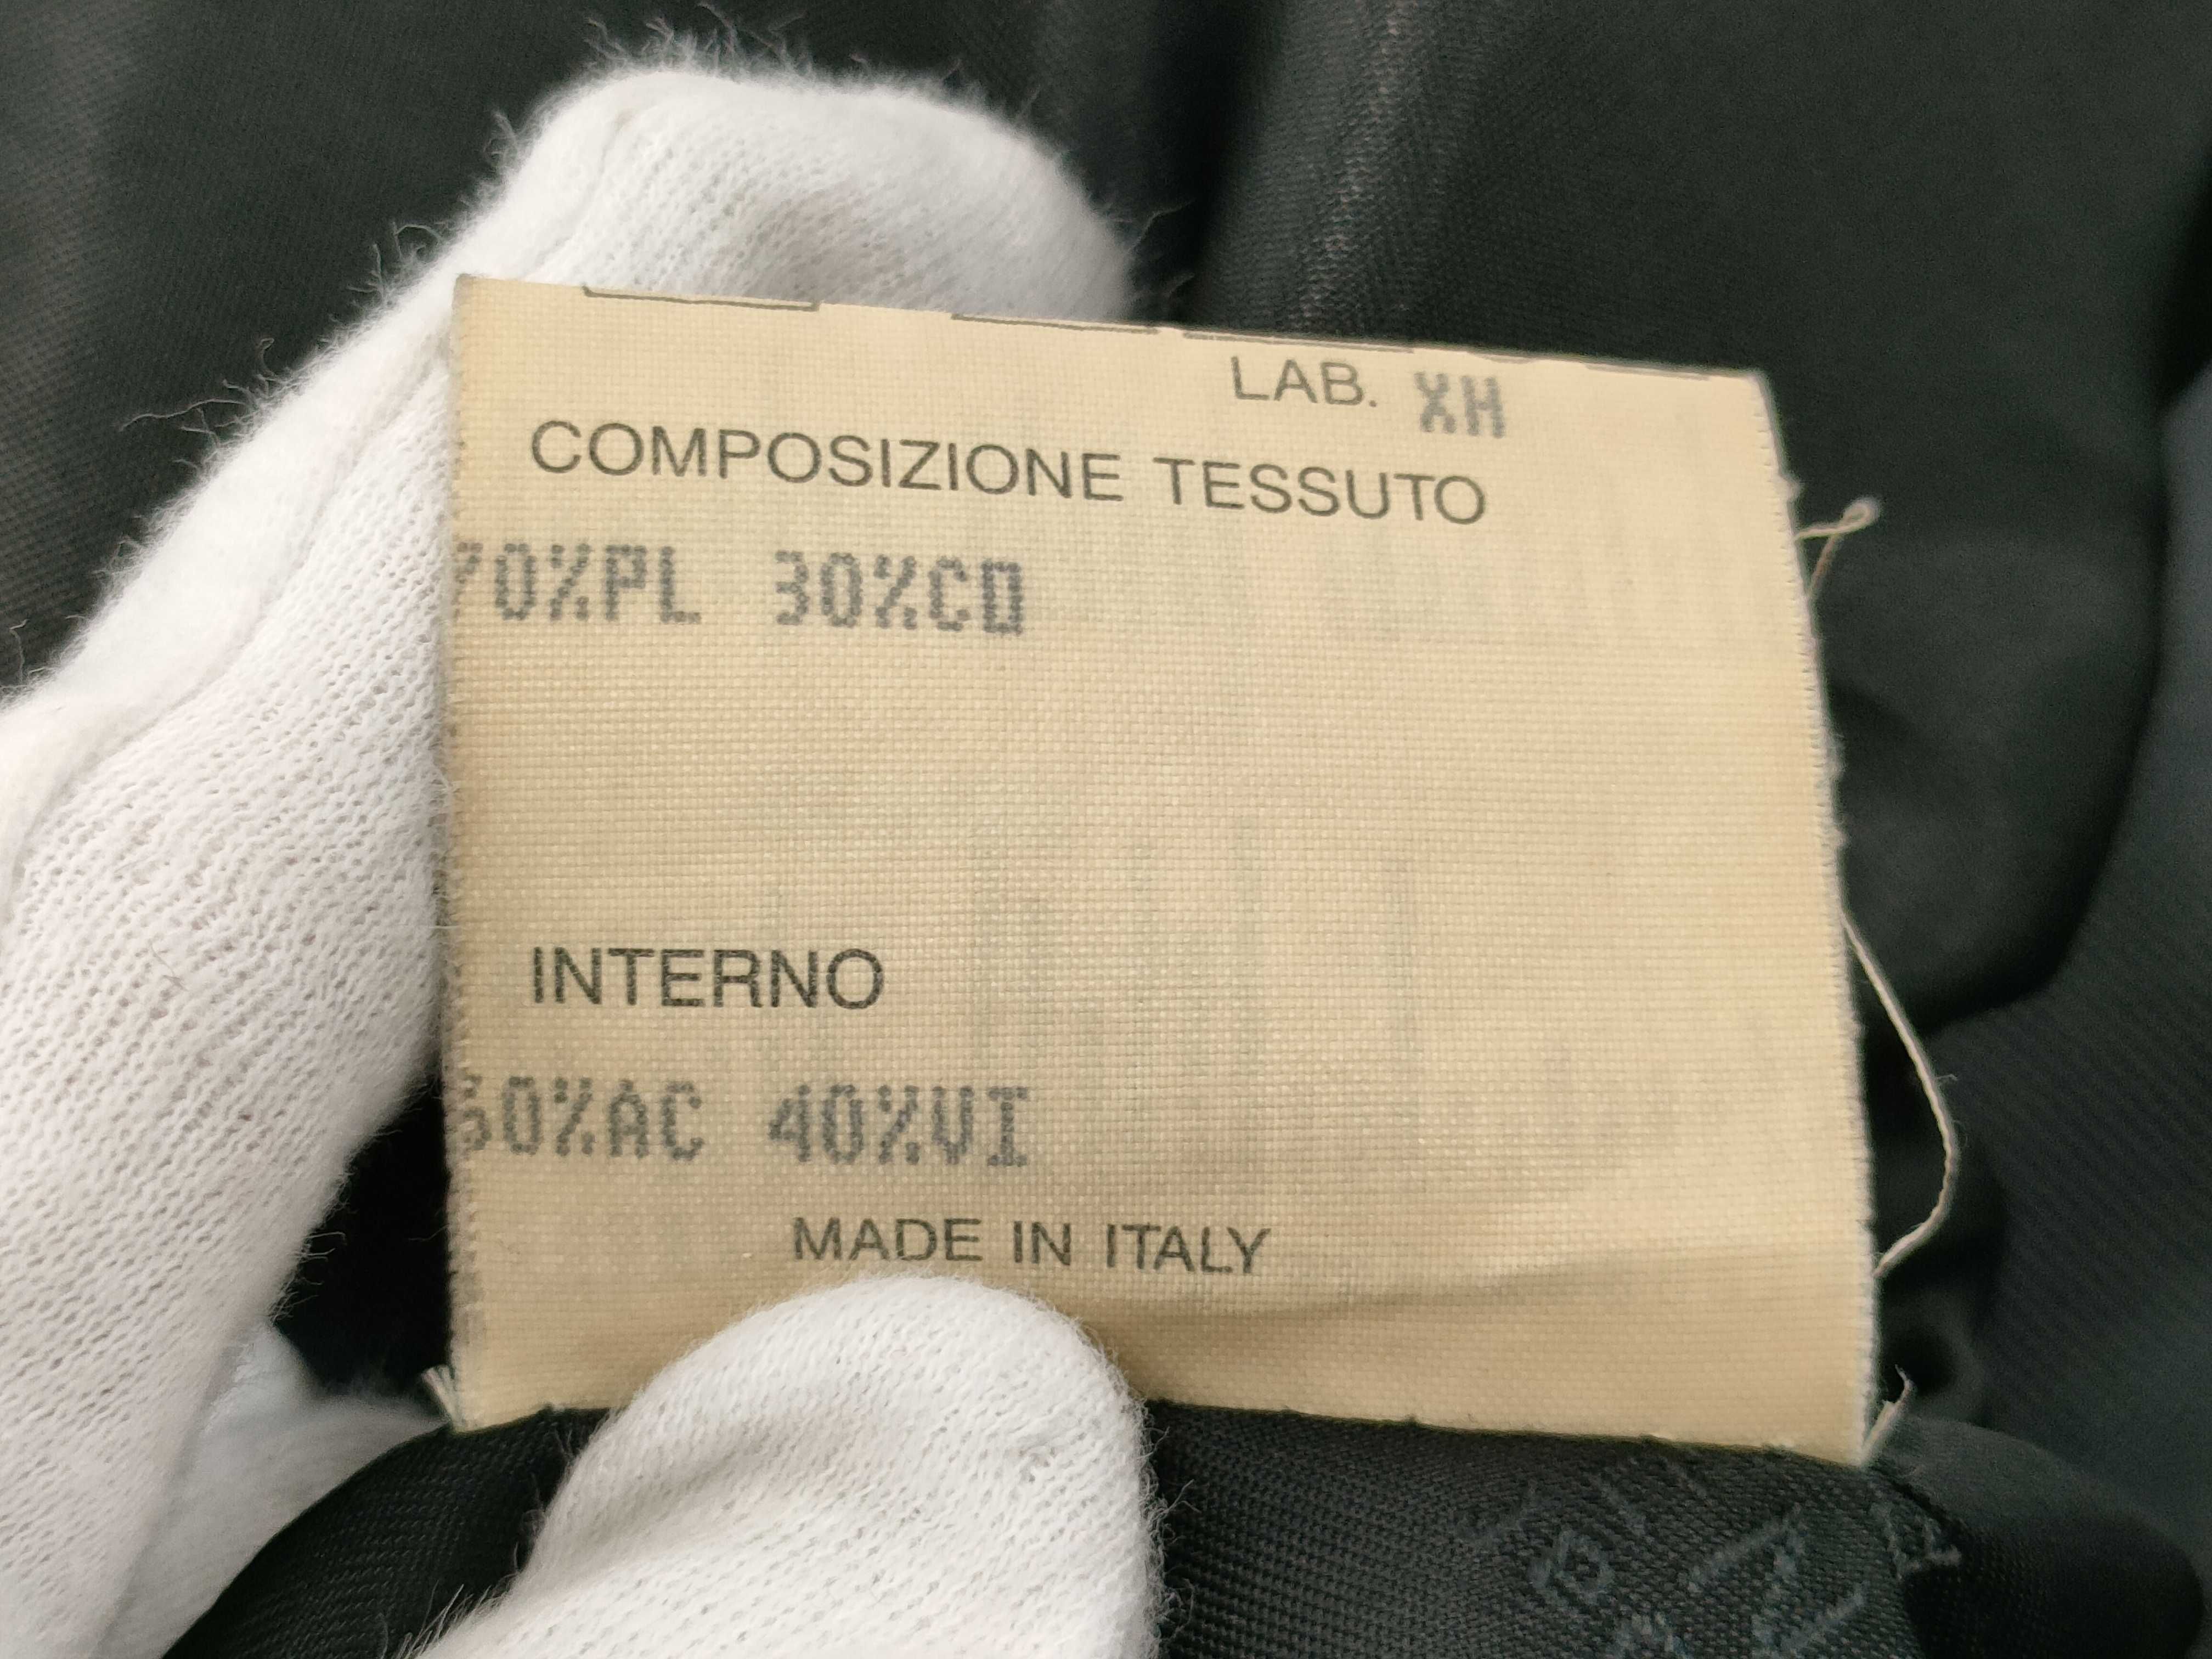 LAB. XH
COMPOSIZIONE TESSUTO
70%PL 30%CO
INTERNO
60%AC 40%VI
MADE IN ITALY